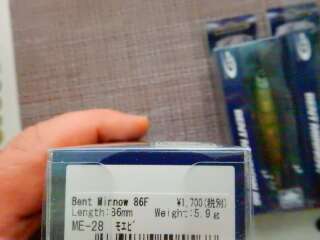 Bent Minnow 86F ¥1,700(税別)
Length:86mm Weight:5.9g
ME-28 モエビ